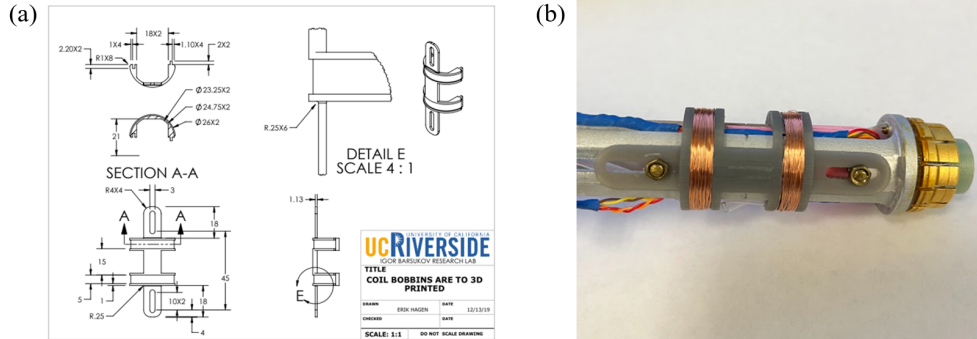 (a)
(b)
18X2
1X4
1.10X4
2X2
2.20X2
R1X8
Ø23.25X2
Ø24.75X2
Ø26X2
21
R.25X6
DETAIL E
SCALE 4 : 1
SECTION A-A
R4X4
3
A
A
18
1.13
15
45
5
1
10X2
18
R.25
4
E
UNIVERSITY OF CALIFORNIA
UCRIVERSIDE
IGOR BARSUKOV RESEARCH LAB
TITLE
COIL BOBBINS ARE TO 3D
PRINTED
DRAWN
ERIK HAGEN
DATE
12/13/19
CHECKED
DATE
SCALE: 1:1
DO NOT SCALE DRAWING